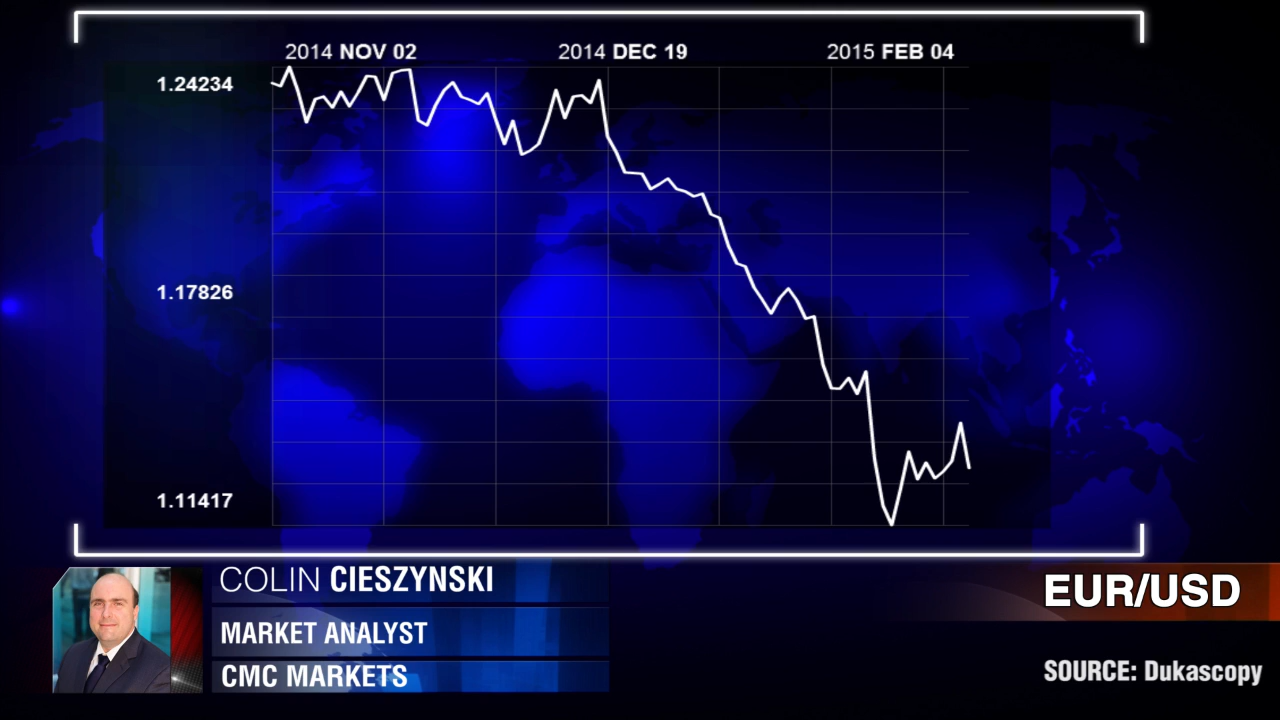 2014 NOV 02
2014 DEC 19
2015 FEB 04
1.24234
1.17826
1.11417
COLIN CIESZYNSKI
MARKET ANALYST
CMC MARKETS
EUR/USD
SOURCE: Dukascopy